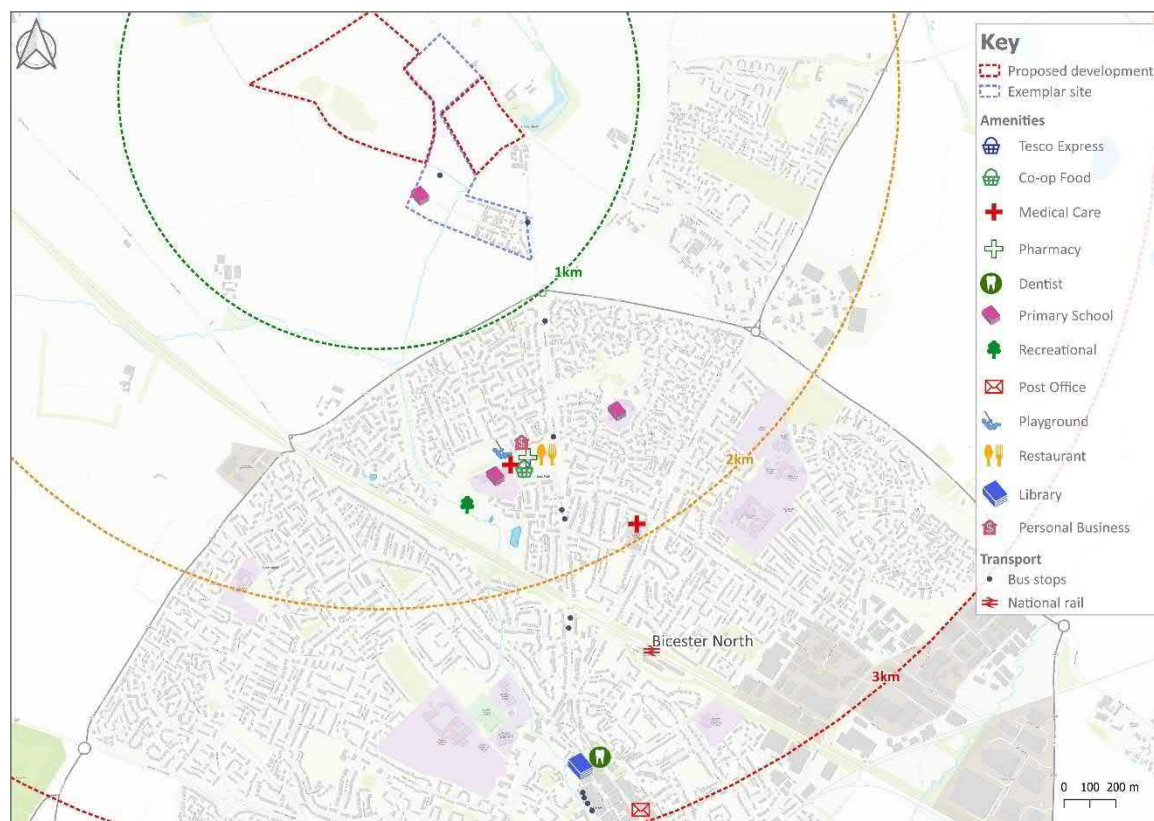 Key
Proposed development
Exemplar site
Amenities
Tesco Express
Co-op Food
Medical Care
Pharmacy
Dentist
Primary School
Recreational
Post Office
Playground
Restaurant
Library
Personal Business
Transport
Bus stops
National rail
1km
2km
Bicester North
3km
0 100 200 m